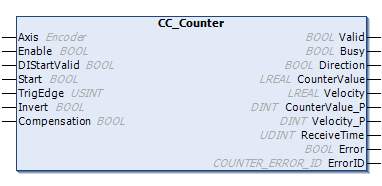 CC_Counter
Axis Encoder BOOL Valid
Enable BOOL BOOL Busy
DIStartValid BOOL BOOL Direction
Start BOOL LREAL CounterValue
TrigEdge USINT LREAL Velocity
Invert BOOL DINT CounterValue_P
Compensation BOOL DINT Velocity_P
UDINT ReceiveTime
BOOL Error
COUNTER_ERROR_ID ErrorID